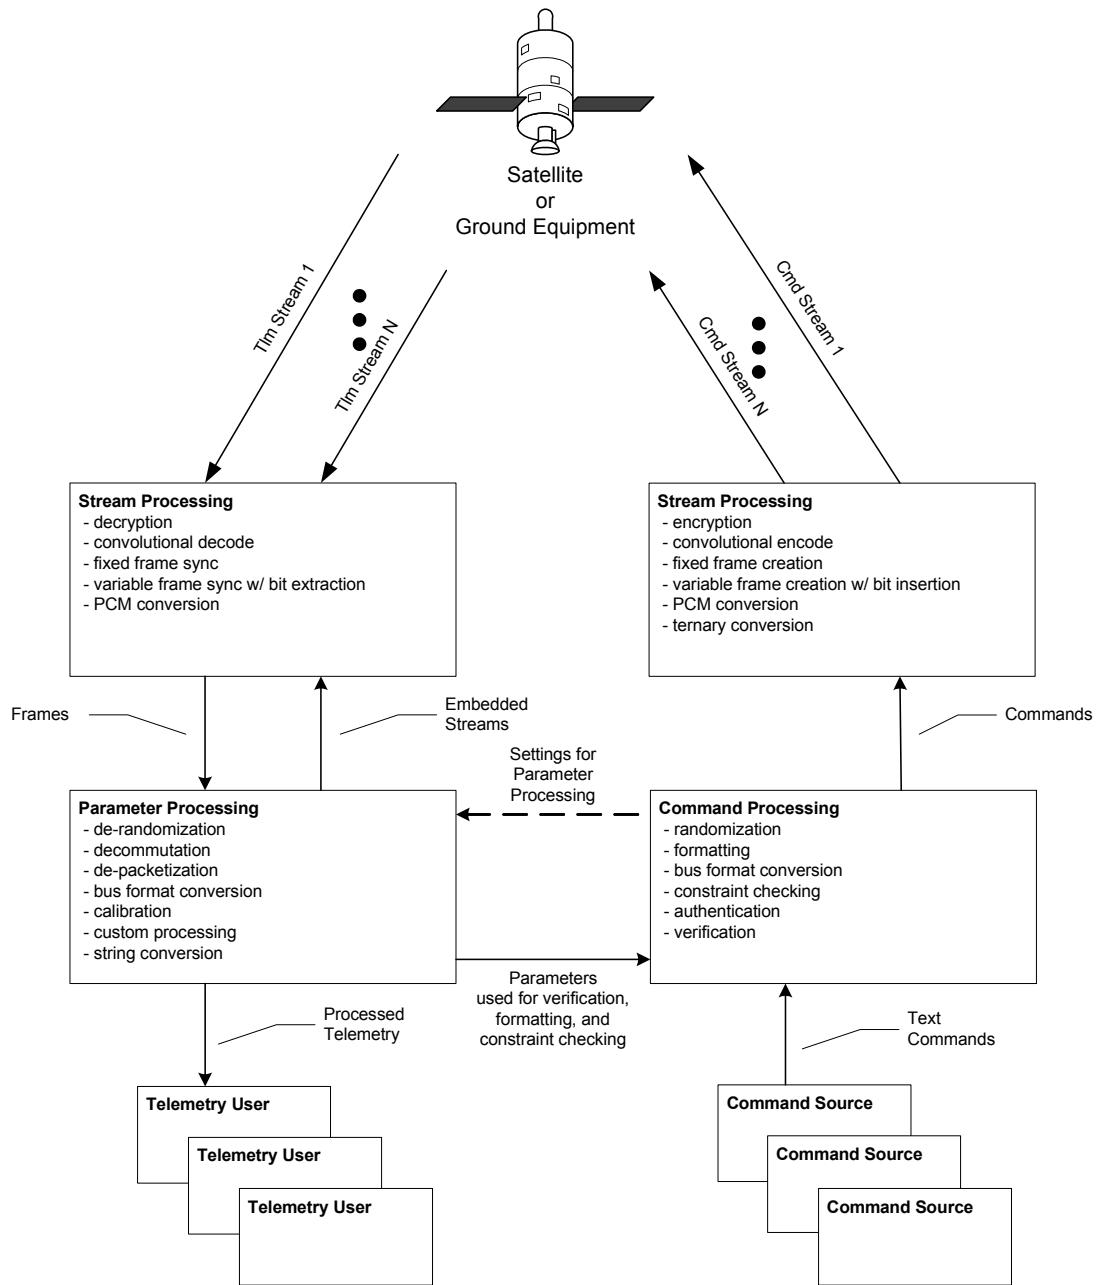 Satellite
or
Ground Equipment
Tlm Stream 1
Tlm Stream N
Cmd Stream N
Cmd Stream 1
Stream Processing
- decryption
- convolutional decode
- fixed frame sync
- variable frame sync w/ bit extraction
- PCM conversion
Stream Processing
- encryption
- convolutional encode
- fixed frame creation
- variable frame creation w/ bit insertion
- PCM conversion
- ternary conversion
Frames
Embedded
Streams
Settings for
Parameter
Processing
Commands
Parameter Processing
- de-randomization
- decommutation
- de-packetization
- bus format conversion
- calibration
- custom processing
- string conversion
Command Processing
- randomization
- formatting
- bus format conversion
- constraint checking
- authentication
- verification
Parameters
used for verification,
formatting, and
constraint checking
Processed
Telemetry
Text
Commands
Telemetry User
Telemetry User
Telemetry User
Command Source
Command Source
Command Source